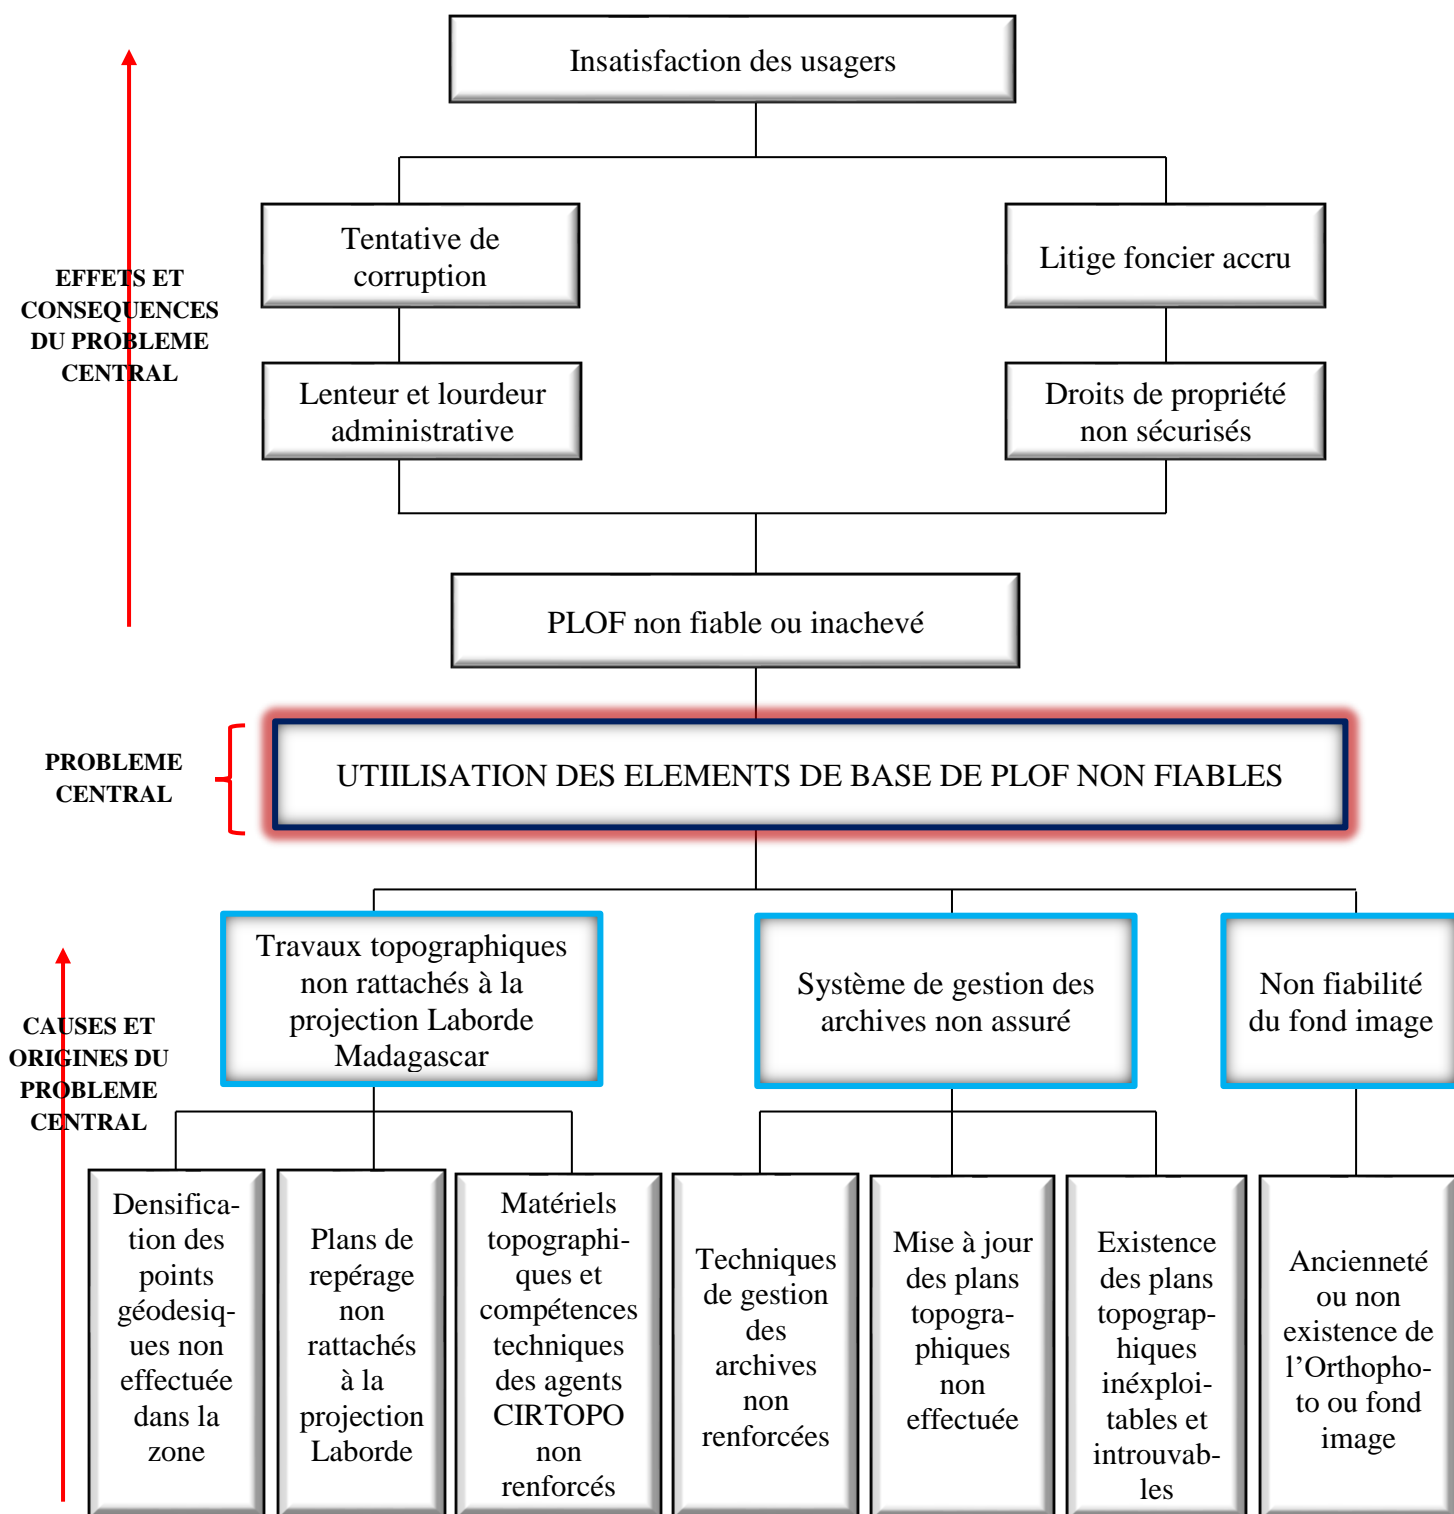 Insatisfaction des usagers
Tentative de
corruption
Litige foncier accru
EFFETS ET
CONSEQUENCES
DU PROBLEME
CENTRAL
Lenteur et lourdeur
administrative
Droits de propriété
non sécurisés
PLOF non fiable ou inachevé
PROBLEME
CENTRAL
UTIILISATION DES ELEMENTS DE BASE DE PLOF NON FIABLES
Travaux topographiques
non rattachés à la
projection Laborde
Madagascar
Système de gestion des
archives non assuré
Non fiabilité
du fond image
CAUSES ET
ORIGINES DU
PROBLEME
CENTRAL
Densifica-
tion des
points
géodesiq-
ues non
effectuée
dans la
zone
Plans de
repérage
non
rattachés
à la
projection
Laborde
Matériels
topographi-
ques et
compétences
techniques
des agents
CIRTOPO
non
renforcés
Techniques
de gestion
des
archives
non
renforcées
Mise à jour
des plans
topogra-
phiques
non
effectuée
Existence
des plans
topograp-
hiques
inéxploi-
tables et
introuvab-
les
Ancienneté
ou non
existence de
l’Orthopho-
to ou fond
image